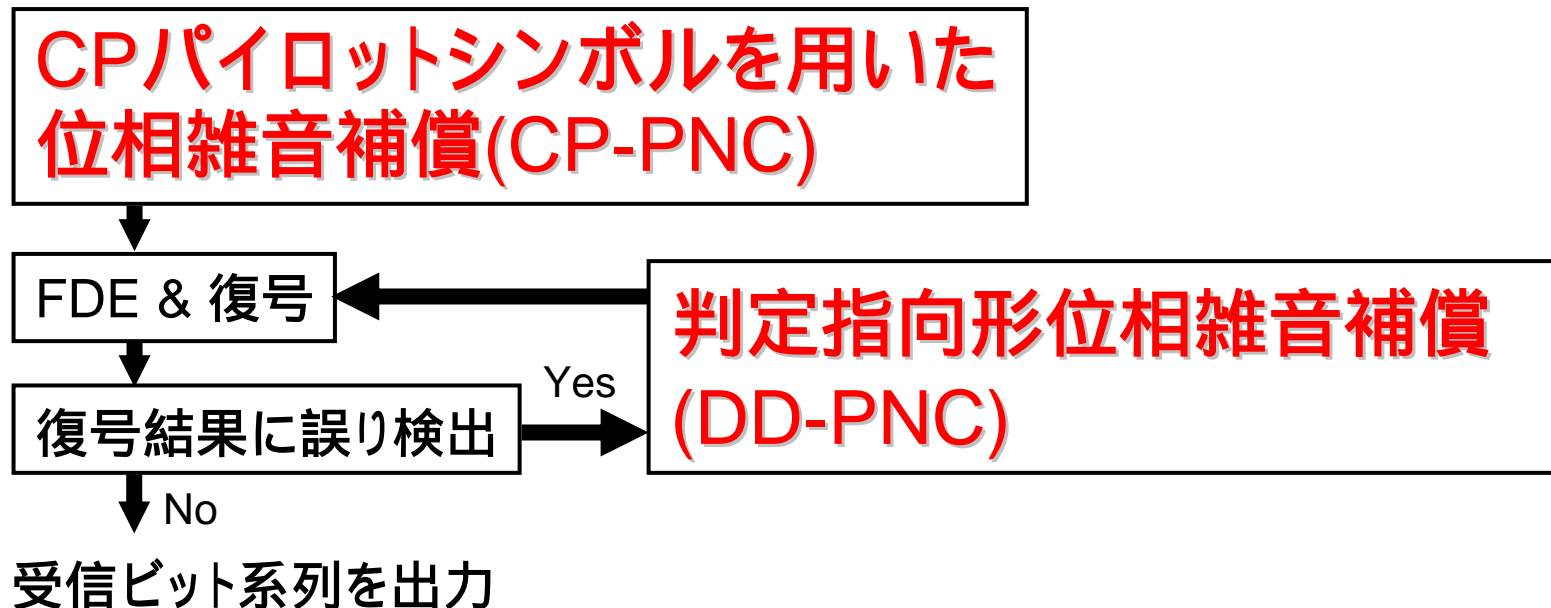 CPパイロットシンボルを用いた
位相雑音補償(CP-PNC)
FDE & 復号
判定指向形位相雑音補償
(DD-PNC)
Yes
復号結果に誤り検出
No
受信ビット系列を出力